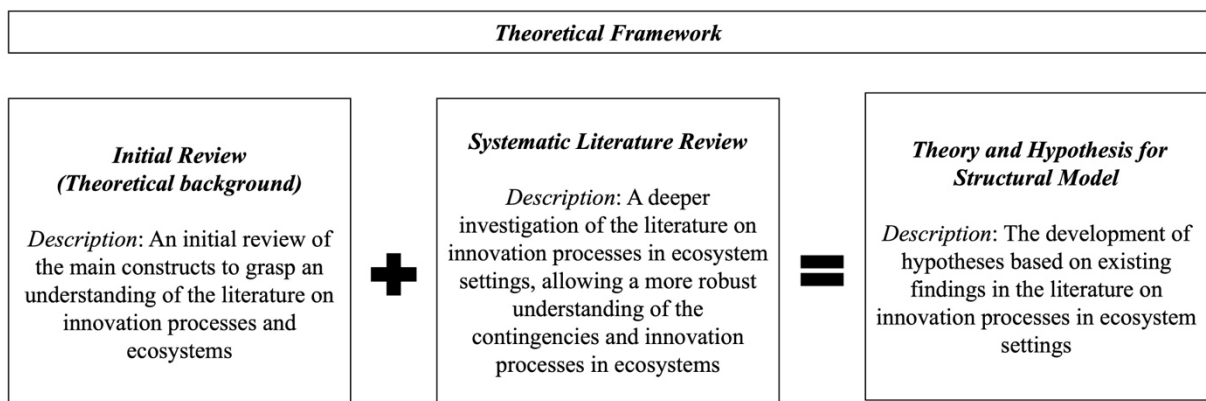 Theoretical Framework
Initial Review
(Theoretical background)
Description: An initial review of
the main constructs to grasp an
understanding of the literature on
innovation processes and
ecosystems
Systematic Literature Review
Description: A deeper
investigation of the literature on
innovation processes in ecosystem
settings, allowing a more robust
understanding of the
contingencies and innovation
processes in ecosystems
Theory and Hypothesis for
Structural Model
Description: The development of
hypotheses based on existing
findings in the literature on
innovation processes in ecosystem
settings